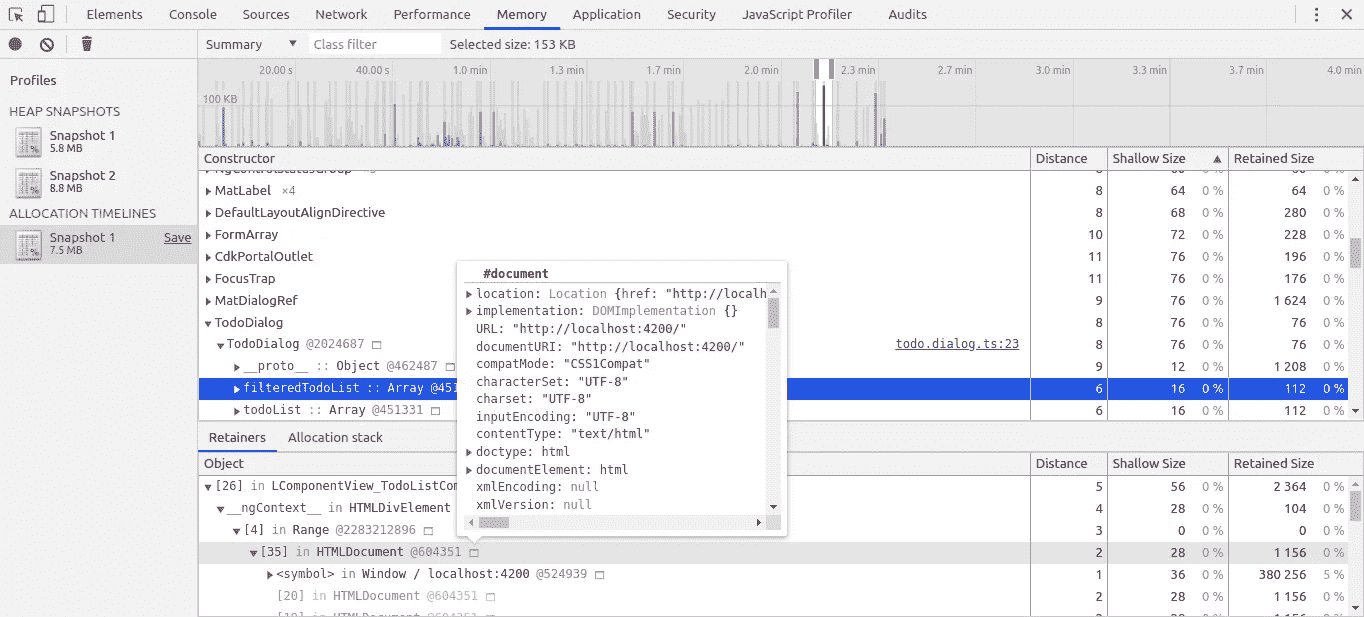 Elements Console Sources Network Performance Memory Application Security JavaScript Profiler Audits
Summary Class filter Selected size: 153 KB
Profiles
HEAP SNAPSHOTS
Snapshot 1
5.8 MB
Snapshot 2
8.8 MB
ALLOCATION TIMELINES
Snapshot 1 Save
7.5 MB
20.00 s 40.00 s 1.0 min 1.3 min 1.7 min 2.0 min 2.3 min 2.7 min 3.0 min 3.3 min 3.7 min 4.0 min
100 KB
Constructor Distance Shallow Size Retained Size
MatLabel ×4 8 64 0 % 64 0 %
DefaultLayoutAlignDirective 8 68 0 % 280 0 %
FormArray 10 72 0 % 228 0 %
CdkPortalOutlet 11 76 0 % 196 0 %
FocusTrap 11 76 0 % 176 0 %
MatDialogRef 9 76 0 % 1 624 0 %
TodoDialog 8 76 0 % 76 0 %
TodoDialog @2024687 todo.dialog.ts:23 8 76 0 % 76 0 %
__proto__ :: Object @462487 9 12 0 % 1 208 0 %
filteredTodoList :: Array @451 6 16 0 % 112 0 %
todoList :: Array @451331 6 16 0 % 112 0 %
#document
location: Location {href: "http://localh
implementation: DOMImplementation {}
URL: "http://localhost:4200/"
documentURI: "http://localhost:4200/"
compatMode: "CSS1Compat"
characterSet: "UTF-8"
charset: "UTF-8"
inputEncoding: "UTF-8"
contentType: "text/html"
doctype: html
documentElement: html
xmlEncoding: null
xmlVersion: null
Retainers Allocation stack
Object Distance Shallow Size Retained Size
[26] in LComponentView_TodoListCom 5 56 0 % 2 364 0 %
__ngContext__ in HTMLDivElement 4 28 0 % 104 0 %
[4] in Range @2283212896 3 0 0 % 0 0 %
[35] in HTMLDocument @604351 2 28 0 % 1 156 0 %
<symbol> in Window / localhost:4200 @524939 1 36 0 % 380 256 5 %
[20] in HTMLDocument @604351 2 28 0 % 1 156 0 %